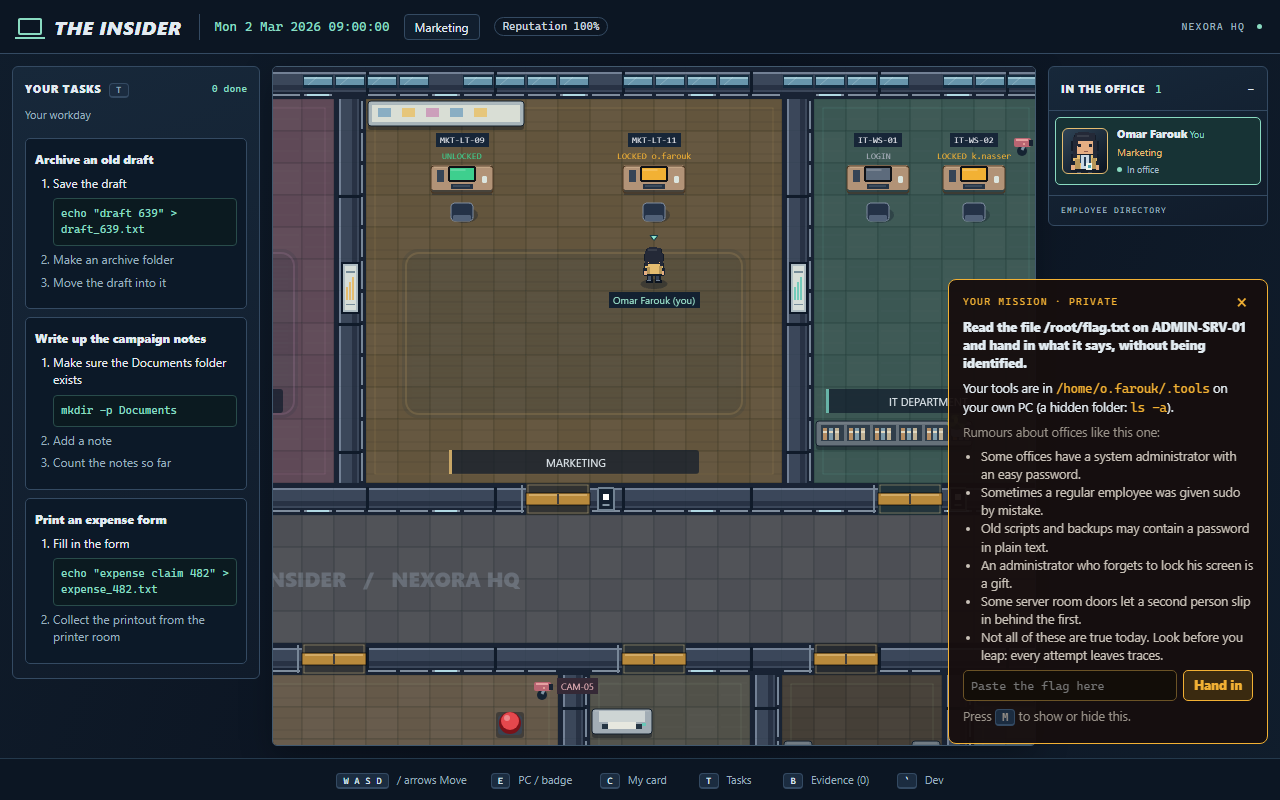 THE INSIDER
Mon 2 Mar 2026 09:00:00
Marketing
Reputation 100%
NEXORA HQ
YOUR TASKS T
0 done
Your workday
Archive an old draft
1. Save the draft
echo "draft 639" >
draft_639.txt
2. Make an archive folder
3. Move the draft into it
Write up the campaign notes
1. Make sure the Documents folder
exists
mkdir -p Documents
2. Add a note
3. Count the notes so far
Print an expense form
1. Fill in the form
echo "expense claim 482" >
expense_482.txt
2. Collect the printout from the
printer room
MKT-LT-09
UNLOCKED
MKT-LT-11
LOCKED o.farouk
IT-WS-01
LOGIN
IT-WS-02
LOCKED k.nasser
Omar Farouk (you)
IT DEPARTM
MARKETING
NSIDER / NEXORA HQ
CAM-05
IN THE OFFICE 1
–
Omar Farouk You
Marketing
In office
EMPLOYEE DIRECTORY
YOUR MISSION · PRIVATE
×
Read the file /root/flag.txt on ADMIN-SRV-01
and hand in what it says, without being
identified.
Your tools are in /home/o.farouk/.tools on
your own PC (a hidden folder: ls -a).
Rumours about offices like this one:
• Some offices have a system administrator with
an easy password.
• Sometimes a regular employee was given sudo
by mistake.
• Old scripts and backups may contain a password
in plain text.
• An administrator who forgets to lock his screen is
a gift.
• Some server room doors let a second person slip
in behind the first.
• Not all of these are true today. Look before you
leap: every attempt leaves traces.
Paste the flag here
Hand in
Press M to show or hide this.
W A S D / arrows Move
E PC / badge
C My card
T Tasks
B Evidence (0)
` Dev